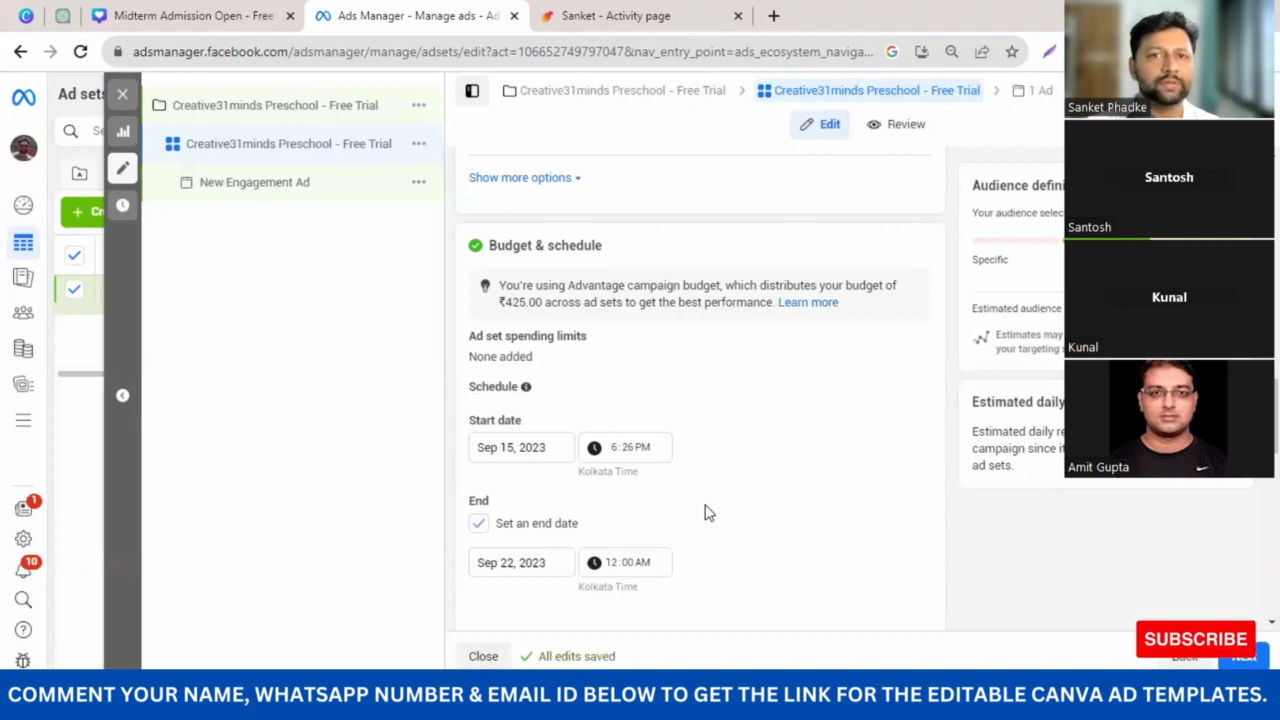 Midterm Admission Open - Free
Ads Manager - Manage ads - Ad
Sanket - Activity page
adsmanager.facebook.com/adsmanager/manage/adsets/edit?act=106652749797047&nav_entry_point=ads_ecosystem_naviga...
Ad sets
Creative31minds Preschool - Free Trial
Creative31minds Preschool - Free Trial
New Engagement Ad
Creative31minds Preschool - Free Trial
Creative31minds Preschool - Free Trial
1 Ad
Edit
Review
Show more options
Budget & schedule
You're using Advantage campaign budget, which distributes your budget of
₹425.00 across ad sets to get the best performance. Learn more
Ad set spending limits
None added
Schedule
Start date
Sep 15, 2023
6:26 PM
Kolkata Time
End
Set an end date
Sep 22, 2023
12:00 AM
Kolkata Time
Close
All edits saved
Back
Next
Audience defini
Your audience selec
Specific
Estimated audience
Estimates may
your targeting s
Estimated daily
Estimated daily re
campaign since i
ad sets.
1
10
Sanket Phadke
Santosh
Santosh
Kunal
Kunal
Amit Gupta
SUBSCRIBE
COMMENT YOUR NAME, WHATSAPP NUMBER & EMAIL ID BELOW TO GET THE LINK FOR THE EDITABLE CANVA AD TEMPLATES.